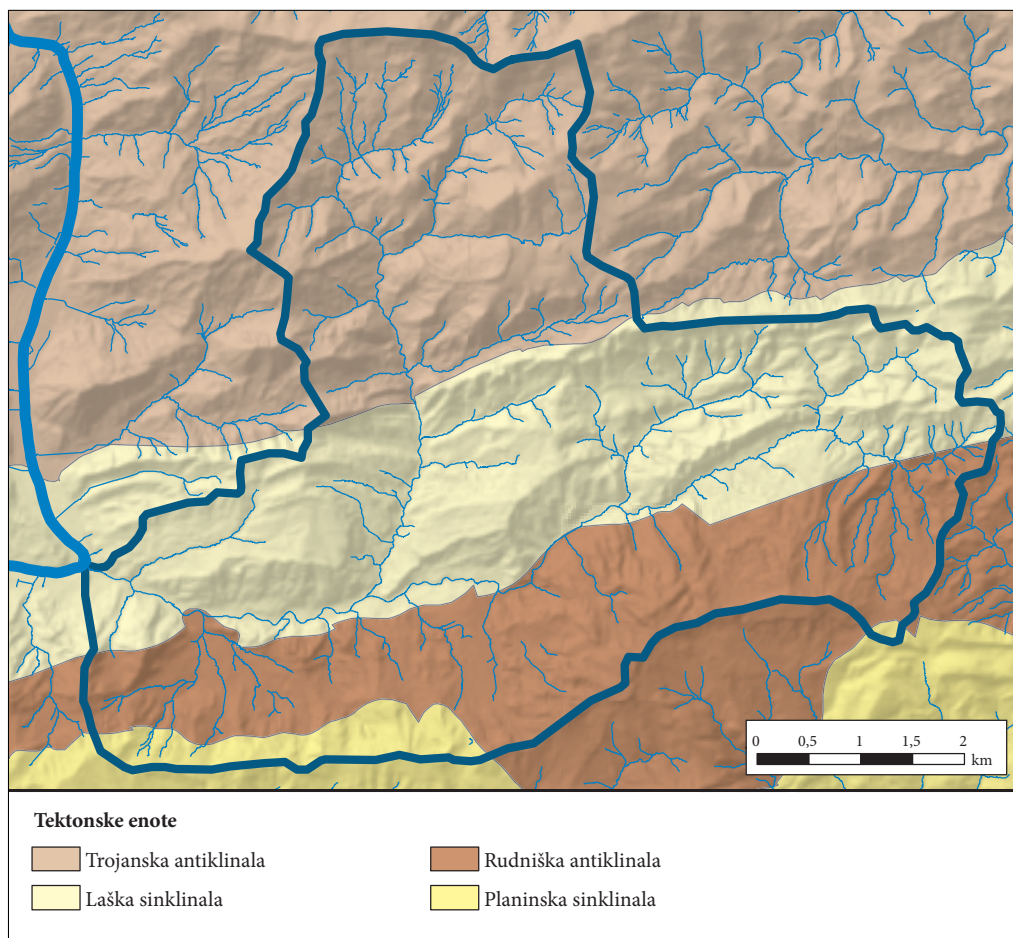 0 0,5 1 1,5 2
km
Tektonske enote
Trojanska antiklinala
Laška sinklinala
Rudniška antiklinala
Planinska sinklinala